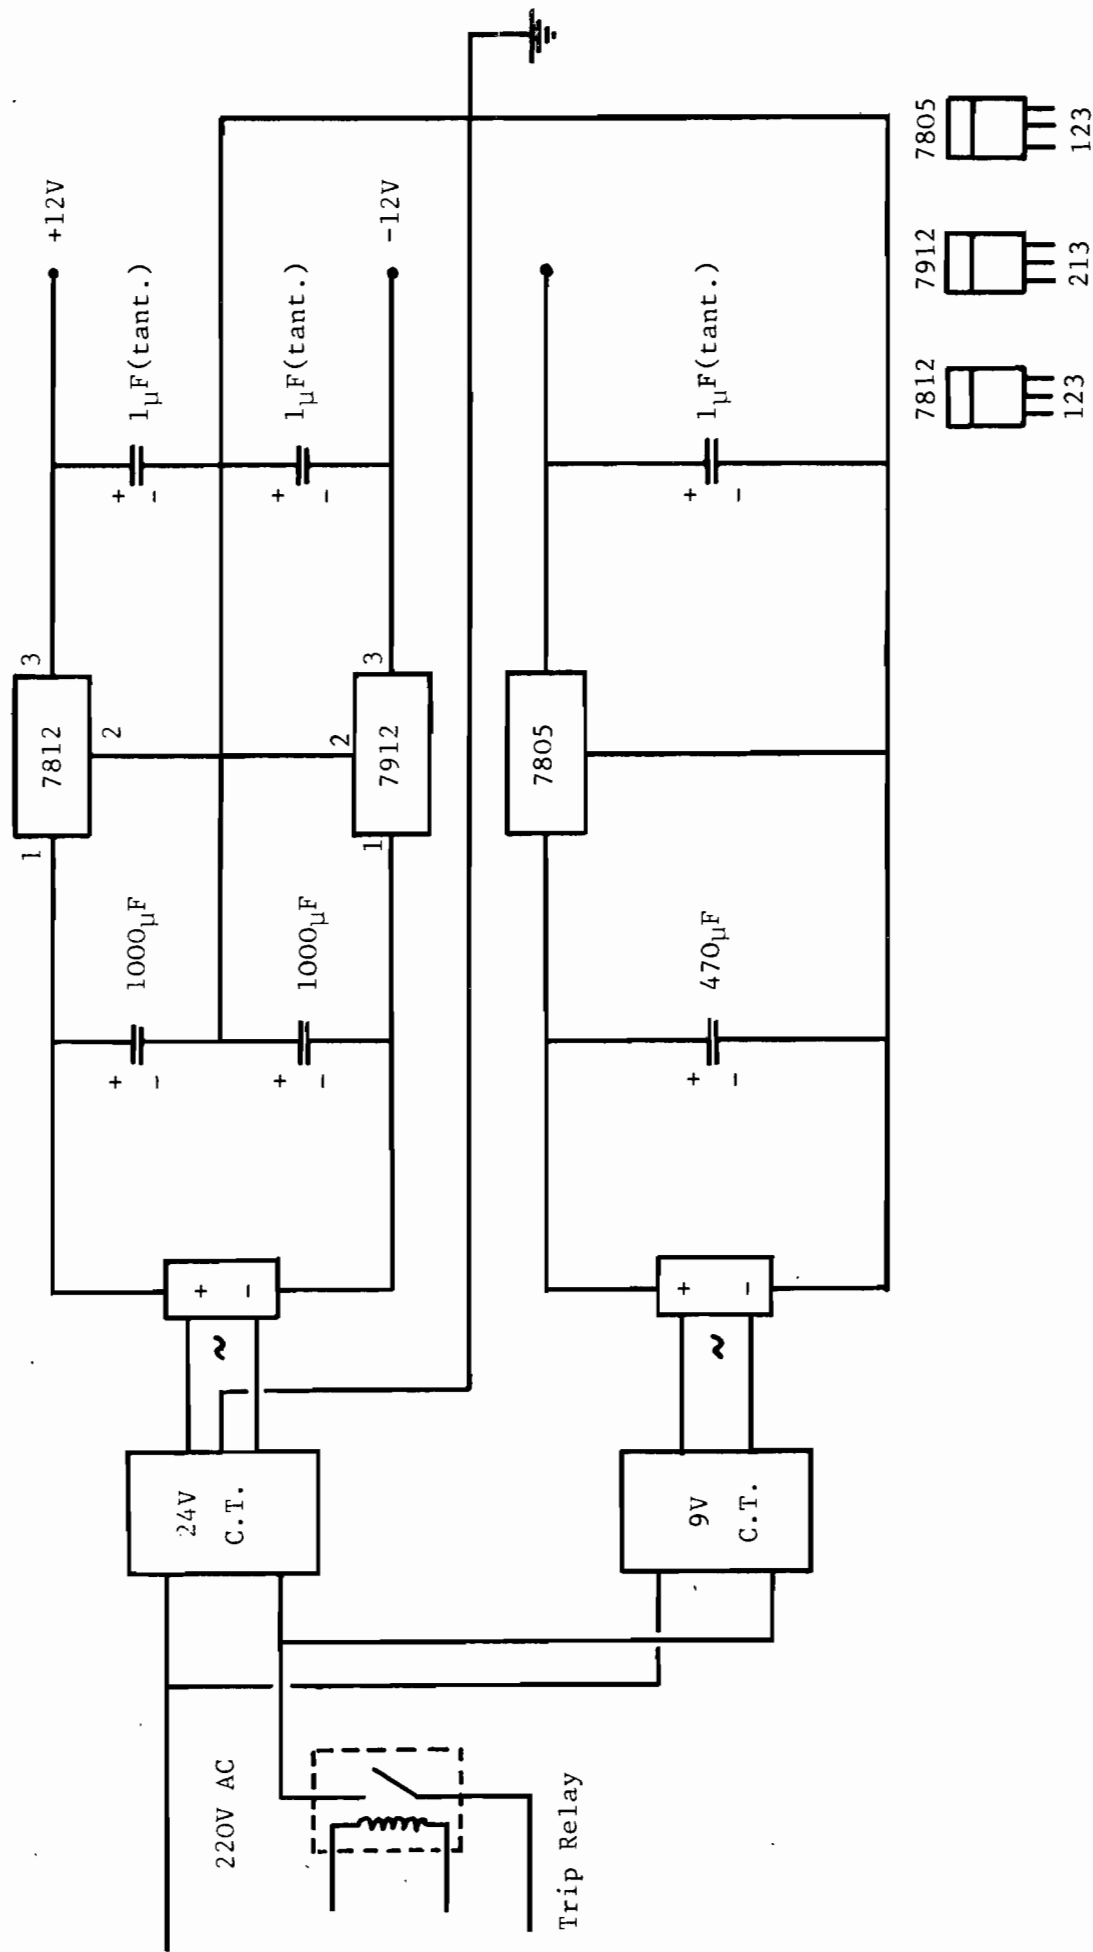 220V AC
Trip Relay
24V
C.T.
~
+
-
+
-
1000µF
+
-
1000µF
1
7812
3
2
2
1
7912
3
+
-
1µF(tant.)
+
-
1µF(tant.)
+12V
-12V
9V
C.T.
~
+
-
+
-
470µF
7805
+
-
1µF(tant.)
7812
123
7912
213
7805
123